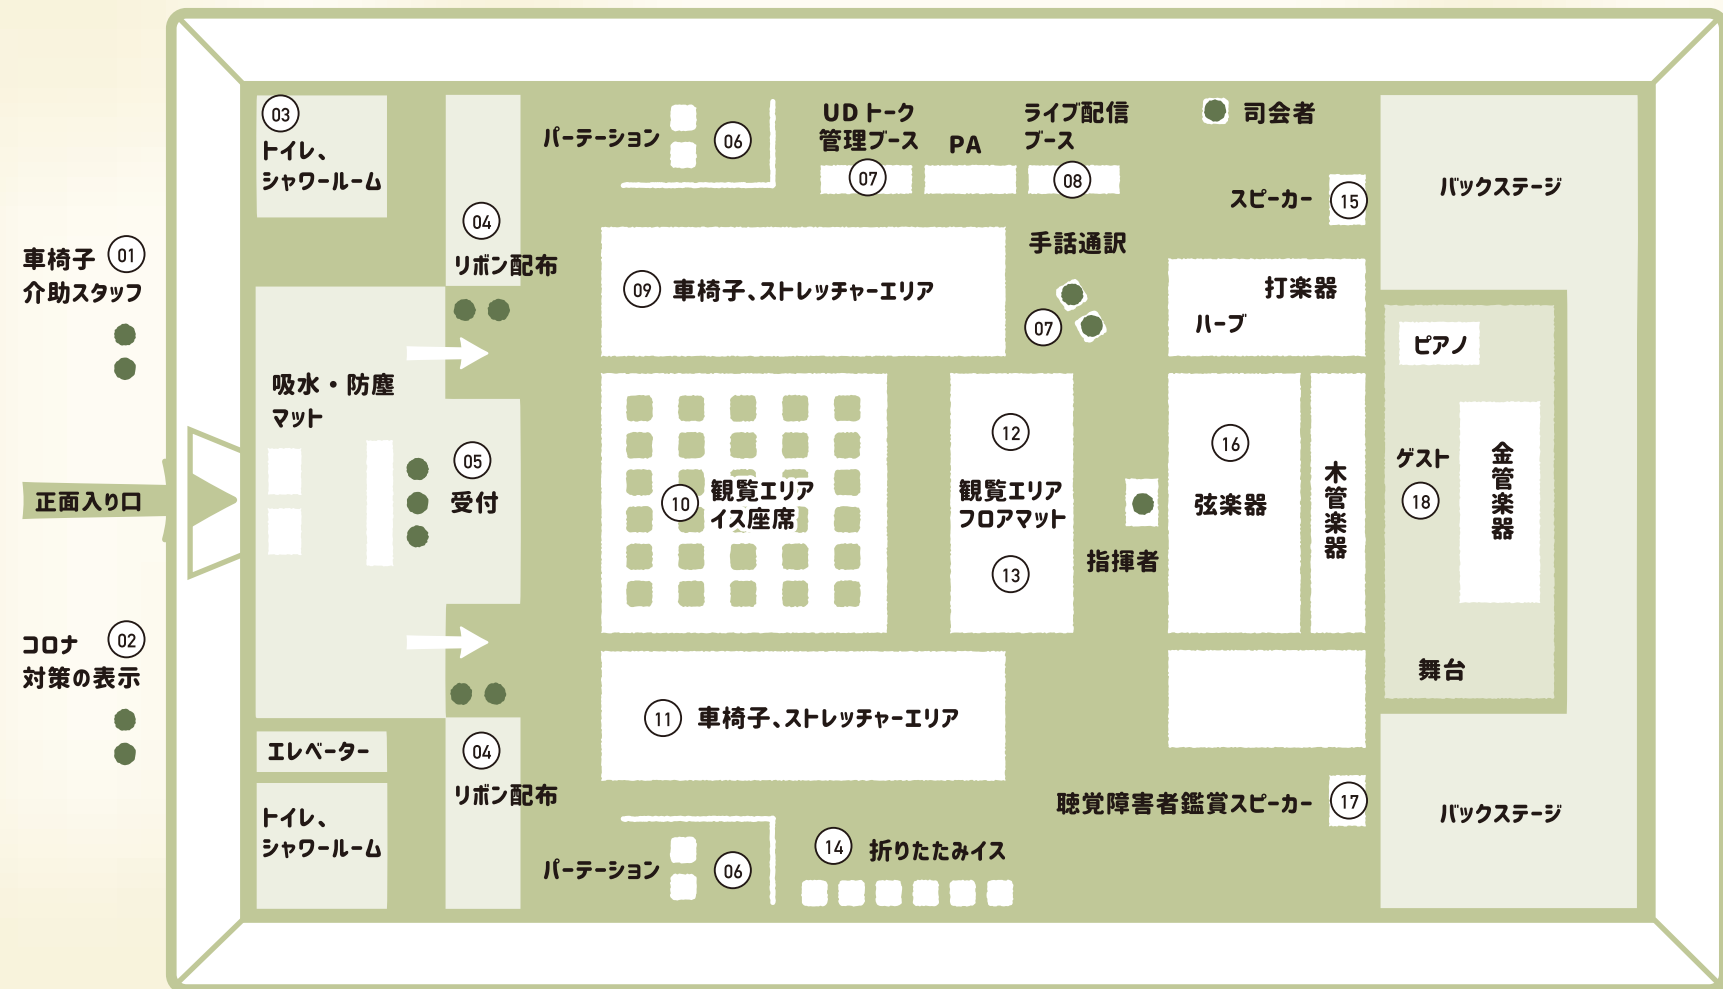 車椅子 01
介助スタッフ
正面入り口
コロナ 02
対策の表示
03
トイレ、
シャワールーム
04
リボン配布
吸水・防塵
マット
05
受付
エレベーター
トイレ、
シャワールーム
04
リボン配布
パーテーション 06
UDトーク
管理ブース
07
PA
ライブ配信
ブース
08
司会者
スピーカー 15
バックステージ
09 車椅子、ストレッチャーエリア
手話通訳
07
打楽器
ハーブ
ピアノ
10 観覧エリア
イス座席
12
観覧エリア
フロアマット
13
指揮者
16
弦楽器
木管楽器
ゲスト
18
金管楽器
舞台
11 車椅子、ストレッチャーエリア
聴覚障害者鑑賞スピーカー 17
バックステージ
パーテーション 06
14 折りたたみイス